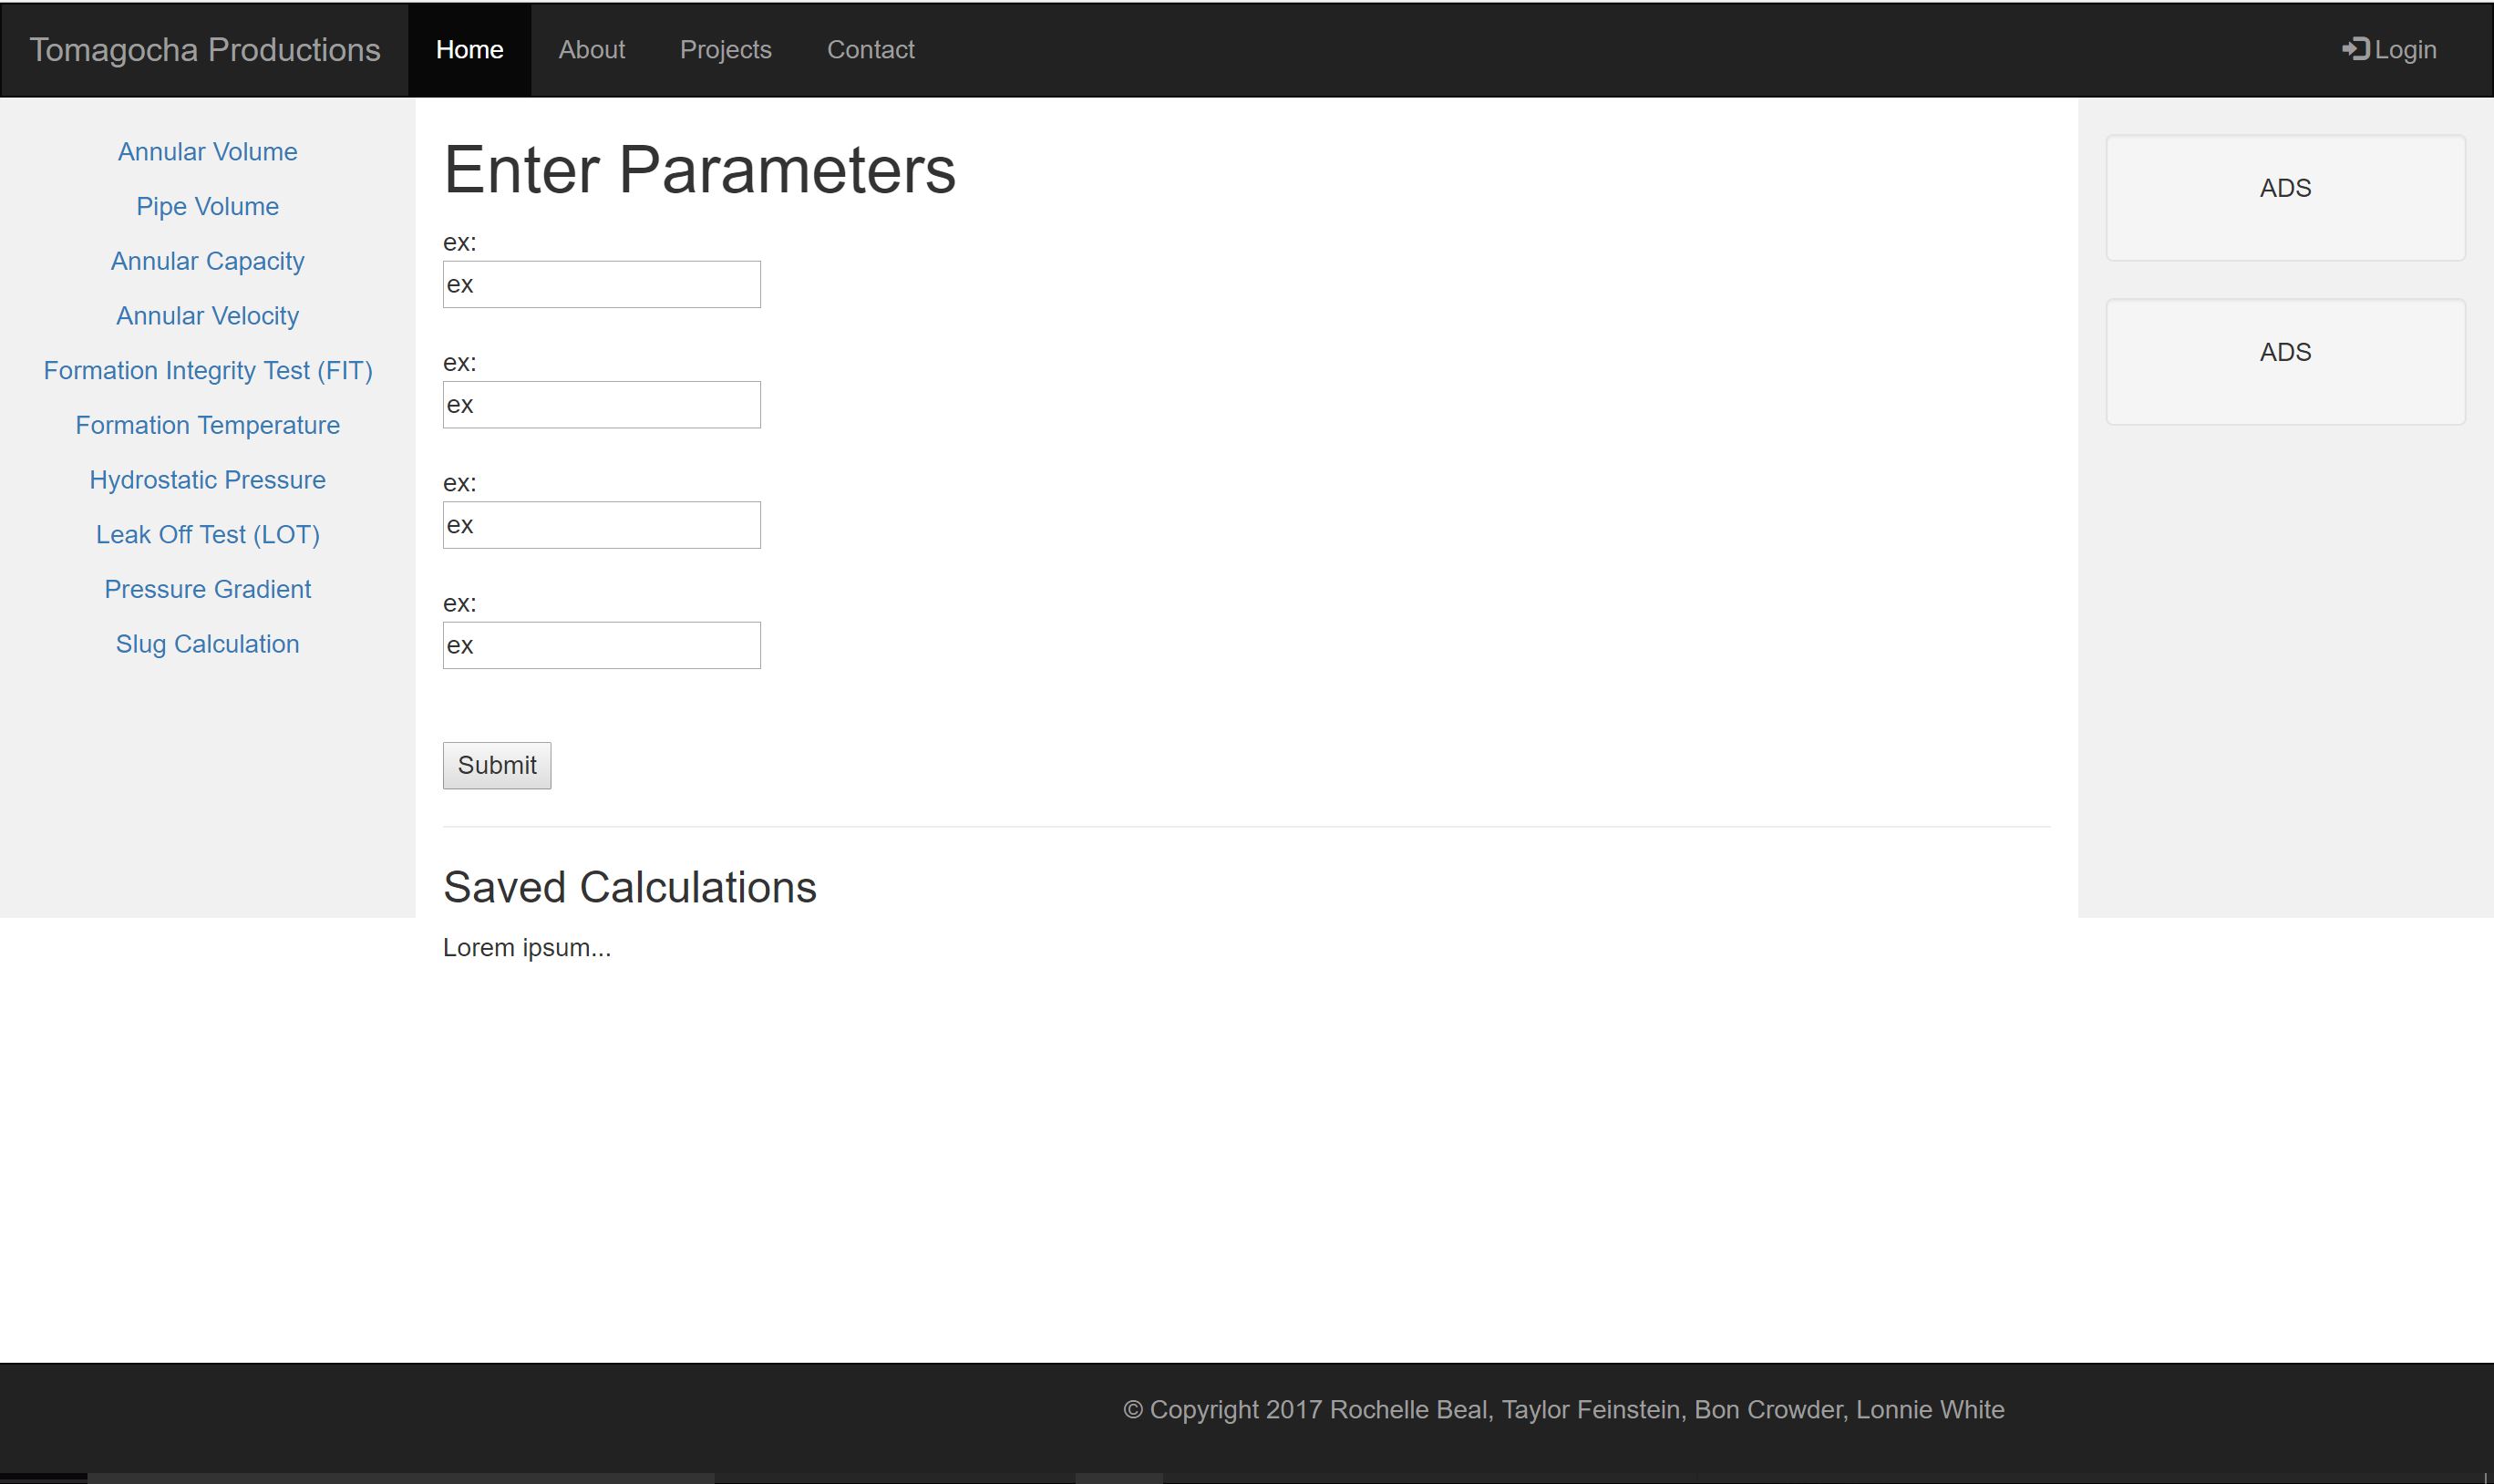 Tomagocha Productions Home About Projects Contact Login
Annular Volume
Pipe Volume
Annular Capacity
Annular Velocity
Formation Integrity Test (FIT)
Formation Temperature
Hydrostatic Pressure
Leak Off Test (LOT)
Pressure Gradient
Slug Calculation
Enter Parameters
ex:
ex
ex:
ex
ex:
ex
ex:
ex
Submit
Saved Calculations
Lorem ipsum...
ADS
ADS
© Copyright 2017 Rochelle Beal, Taylor Feinstein, Bon Crowder, Lonnie White